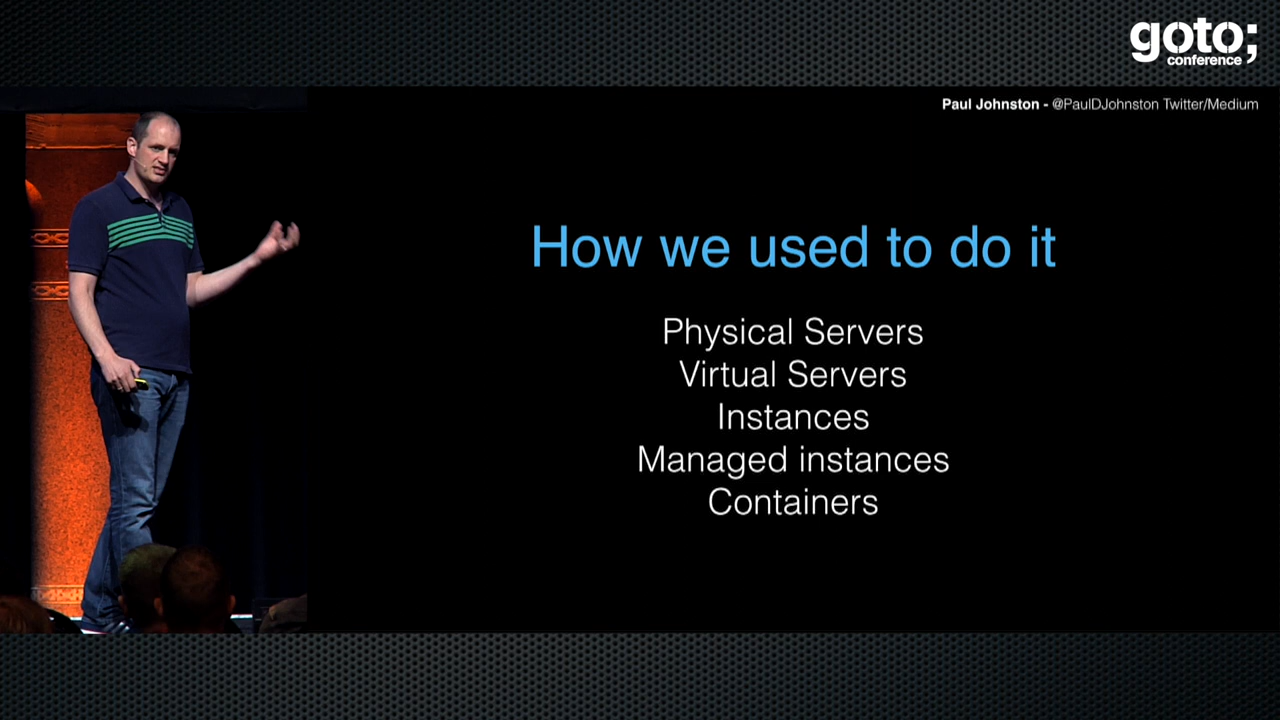 goto;
conference
Paul Johnston - @PaulDJohnston Twitter/Medium
How we used to do it
Physical Servers
Virtual Servers
Instances
Managed instances
Containers